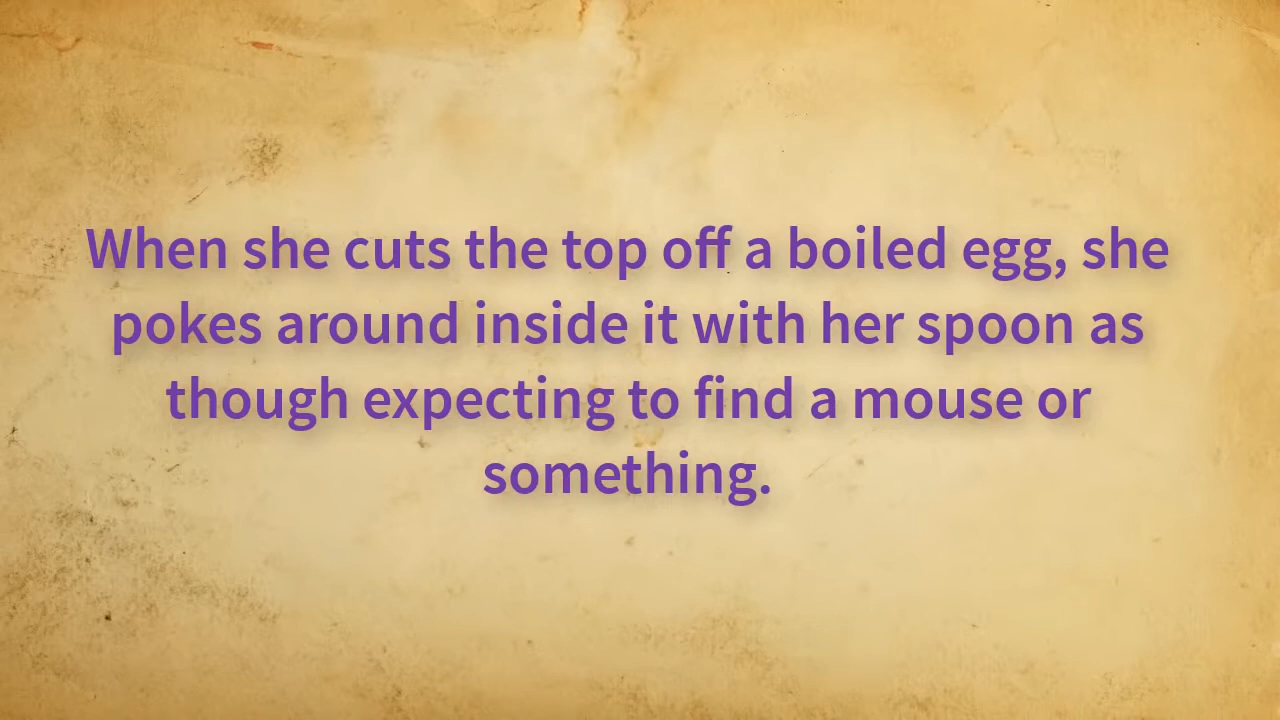 When she cuts the top off a boiled egg, she
pokes around inside it with her spoon as
though expecting to find a mouse or
something.